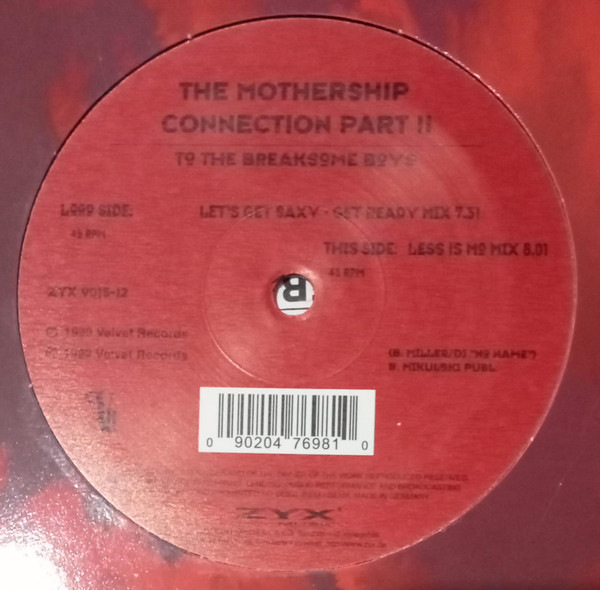 THE MOTHERSHIP
CONNECTION PART II
TO THE BREAKSOME BOYS
LOGO SIDE: LET'S GET SAXY - GET READY MIX 7.31
45 RPM
THIS SIDE: LESS IS MO MIX 8.01
45 RPM
B
ZYX 9015-12
℗ 1999 Velvet Records
© 1999 Velvet Records
(B. MILLER/DJ "NO NAME")
B. MIKULSKI PUBL.
0 90204 76981 0
ZYX
MUSIC